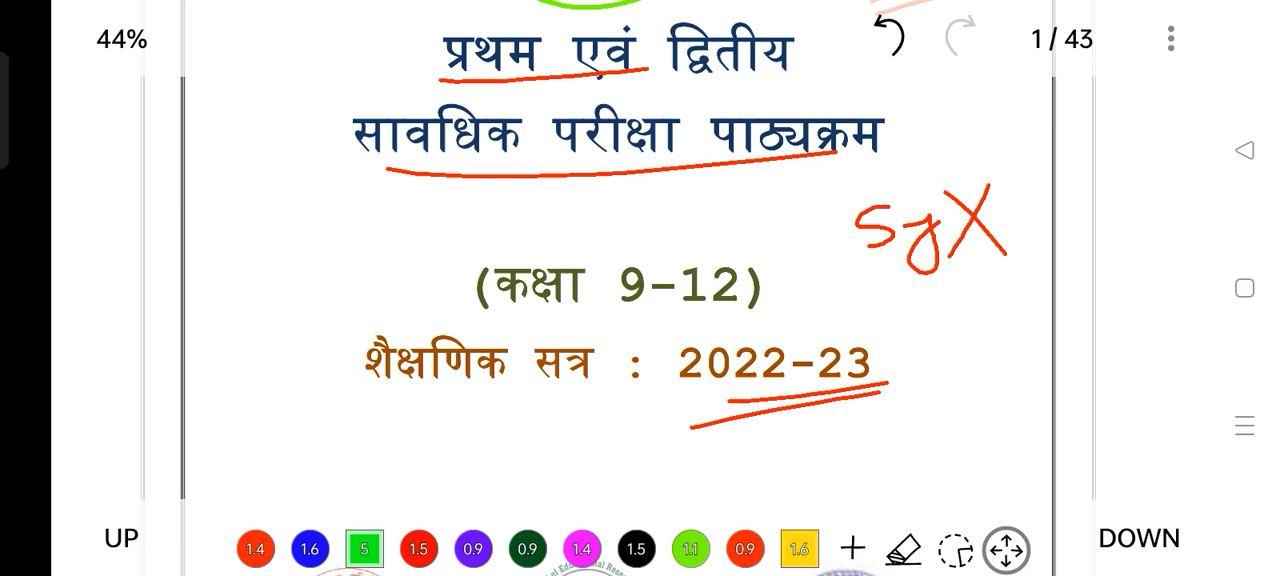 44%
1 / 43
प्रथम एवं द्वितीय
सावधिक परीक्षा पाठ्यक्रम
syX
(कक्षा 9-12)
शैक्षणिक सत्र : 2022-23
UP
1.4 1.6 5 1.5 0.9 0.9 1.4 1.5 1.1 0.9 1.6
DOWN